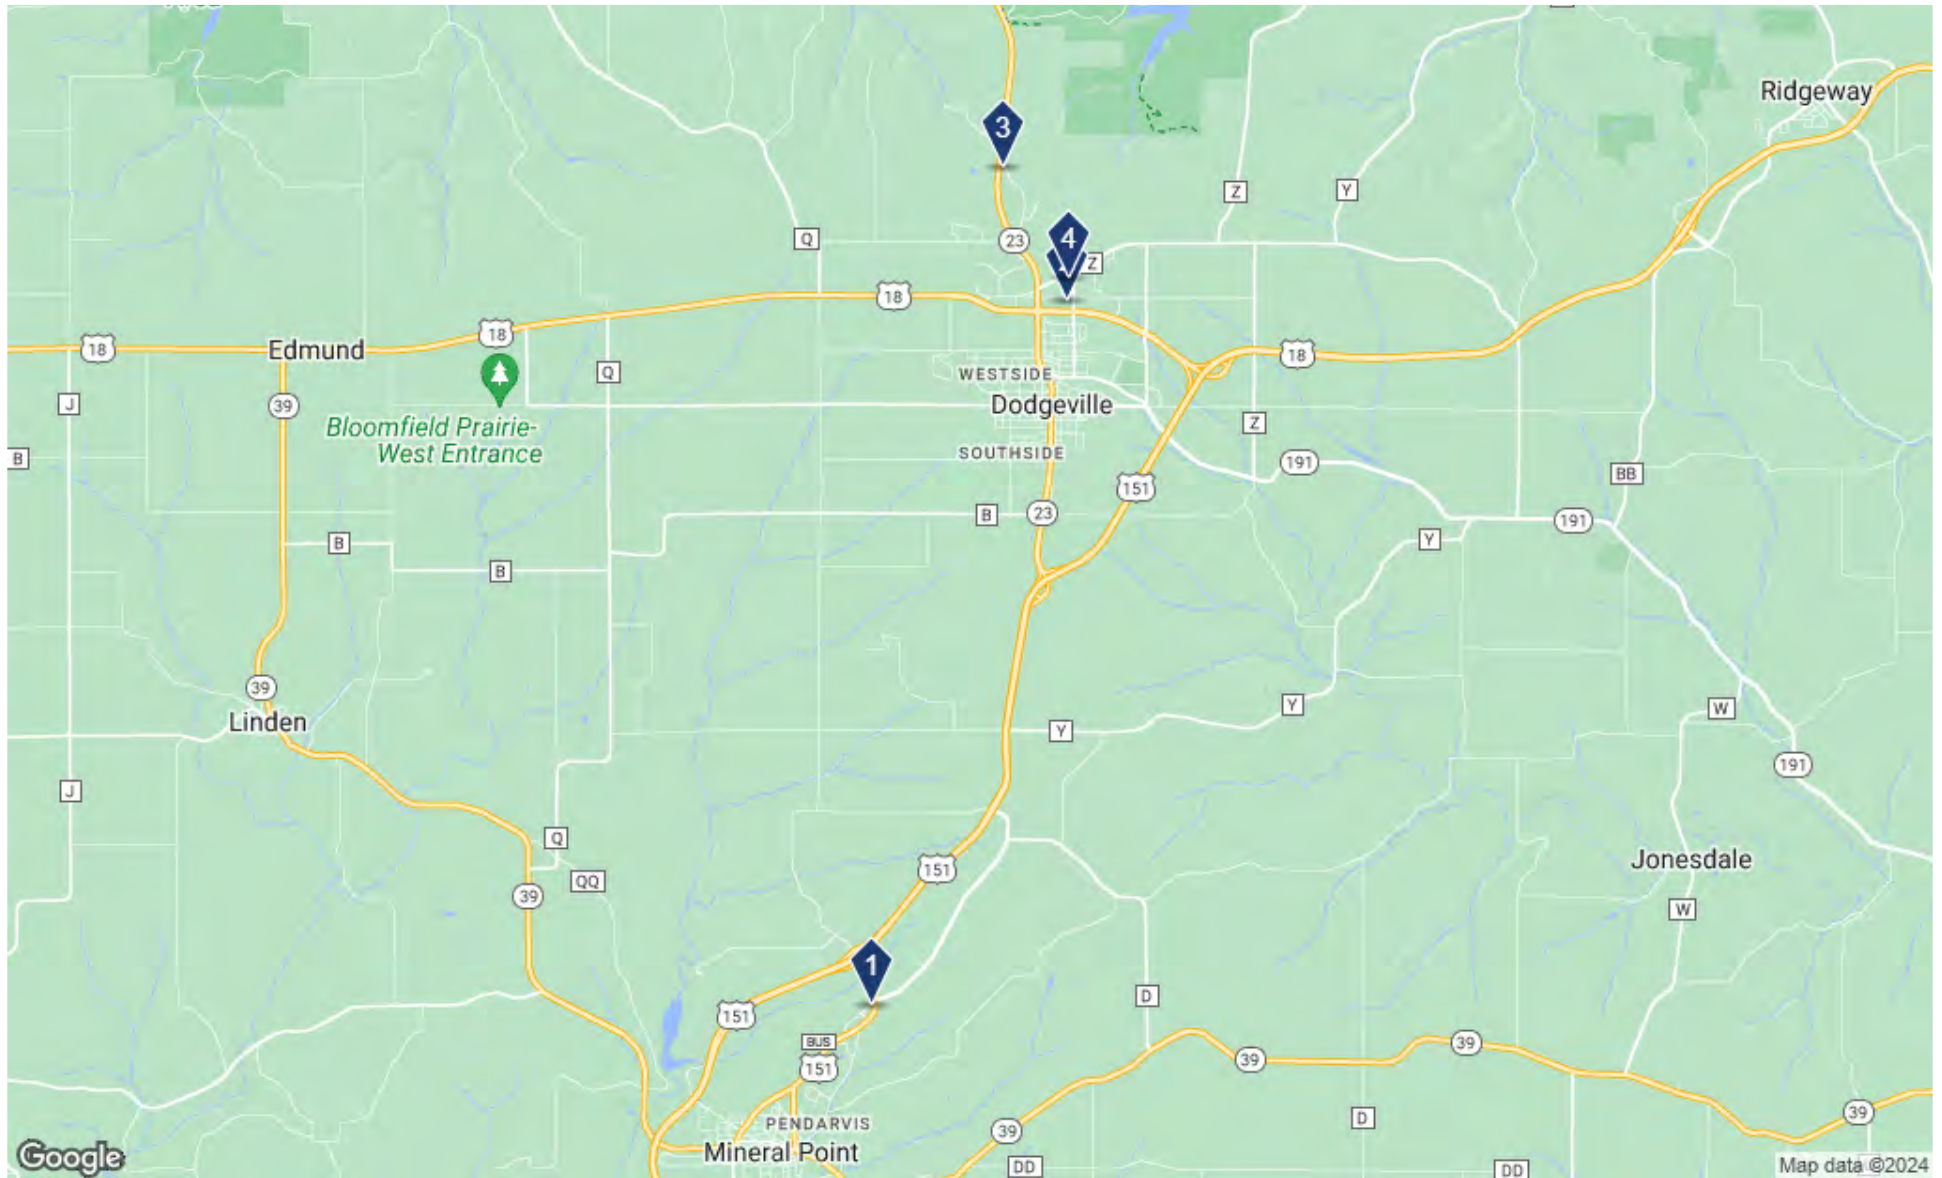 Ridgeway
3
Z
Y
Q
23
4
Z
18
18
18
Edmund
18
Q
J
39
WESTSIDE
Dodgeville
Bloomfield Prairie-
West Entrance
Z
SOUTHSIDE
B
191
BB
151
B
23
191
B
Y
B
39
Linden
Y
W
Y
191
J
Q
Jonesdale
151
QQ
39
W
1
D
151
BUS
151
39
39
39
D
PENDARVIS
39
Mineral Point
DD
DD
Google
Map data ©2024